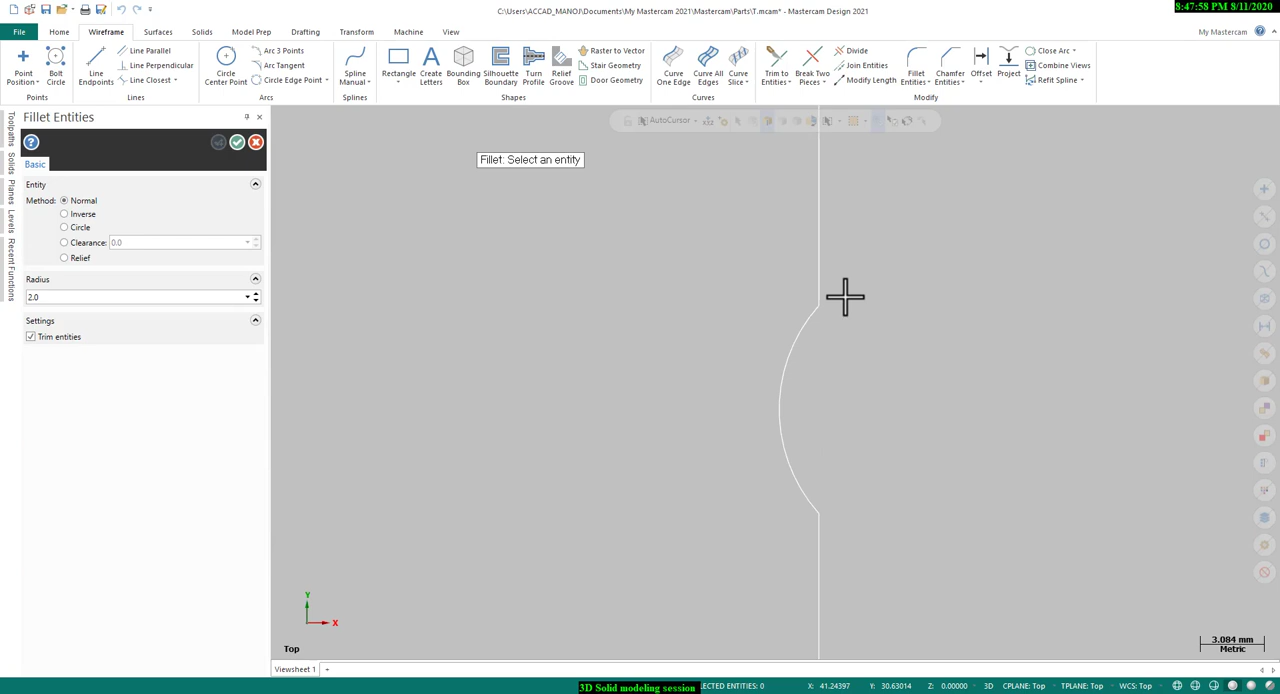 C:\Users\ACCAD_MANOJ\Documents\My Mastercam 2021\Mastercam\Parts\T.mcam* - Mastercam Design 2021
8:47:58 PM 8/11/2020
File Home Wireframe Surfaces Solids Model Prep Drafting Transform Machine View
My Mastercam
Point Position
Bolt Circle
Points
Line Endpoints
Line Parallel
Line Perpendicular
Line Closest
Lines
Circle Center Point
Arc 3 Points
Arc Tangent
Circle Edge Point
Arcs
Spline Manual
Splines
Rectangle
Create Letters
Bounding Box
Silhouette Boundary
Turn Profile
Relief Groove
Raster to Vector
Stair Geometry
Door Geometry
Shapes
Curve One Edge
Curve All Edges
Curve Slice
Curves
Trim to Entities
Break Two Pieces
Divide
Join Entities
Modify Length
Fillet Entities
Chamfer Entities
Offset
Project
Close Arc
Combine Views
Refit Spline
Modify
Toolpaths
Solids
Planes
Levels
Recent Functions
Fillet Entities
Basic
Entity
Method: Normal
Inverse
Circle
Clearance: 0.0
Relief
Radius
2.0
Settings
Trim entities
AutoCursor
Fillet: Select an entity
Y
X
Top
3.084 mm
Metric
Viewsheet 1 +
3D Solid modeling session
LECTED ENTITIES: 0
X: 41.24397 Y: 30.63014 Z: 0.00000 3D CPLANE: Top TPLANE: Top WCS: Top